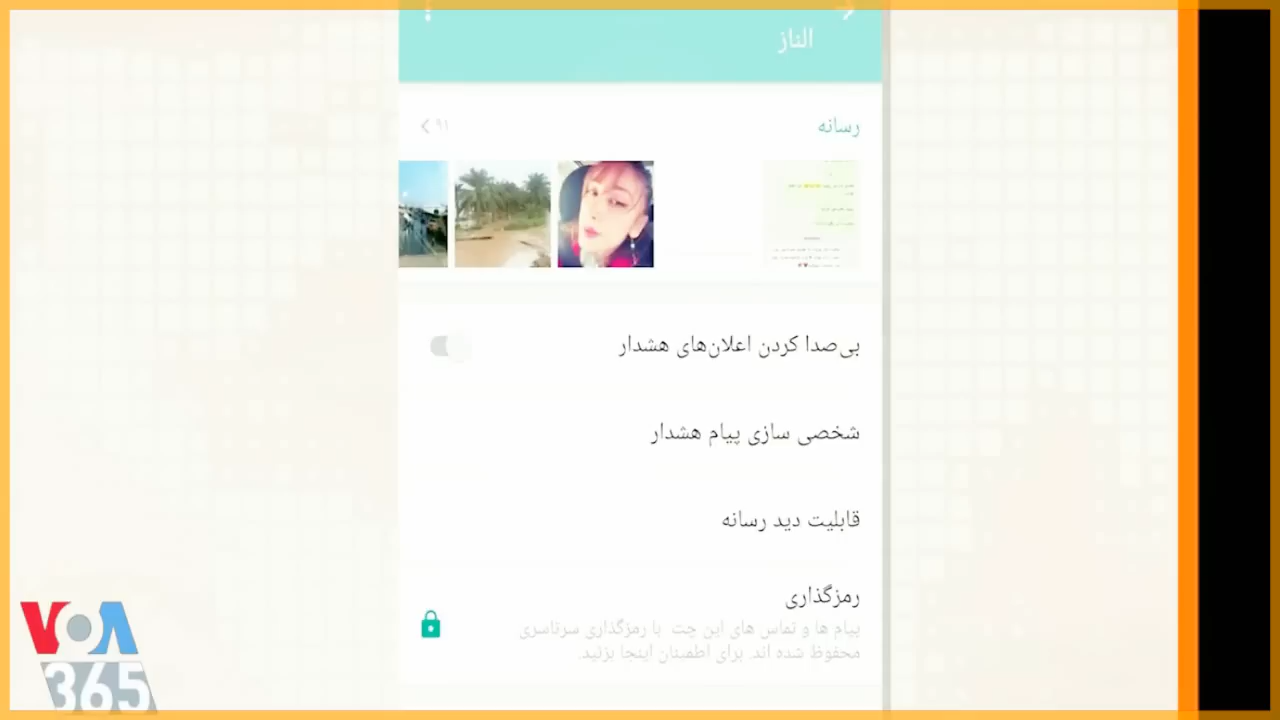 الناز
رسانه
۹۱
بی‌صدا کردن اعلان‌های هشدار
شخصی سازی پیام هشدار
قابلیت دید رسانه
رمزگذاری
پیام ها و تماس های این چت با رمزگذاری سرتاسری
محفوظ شده اند. برای اطمینان اینجا بزنید.
VOA
365